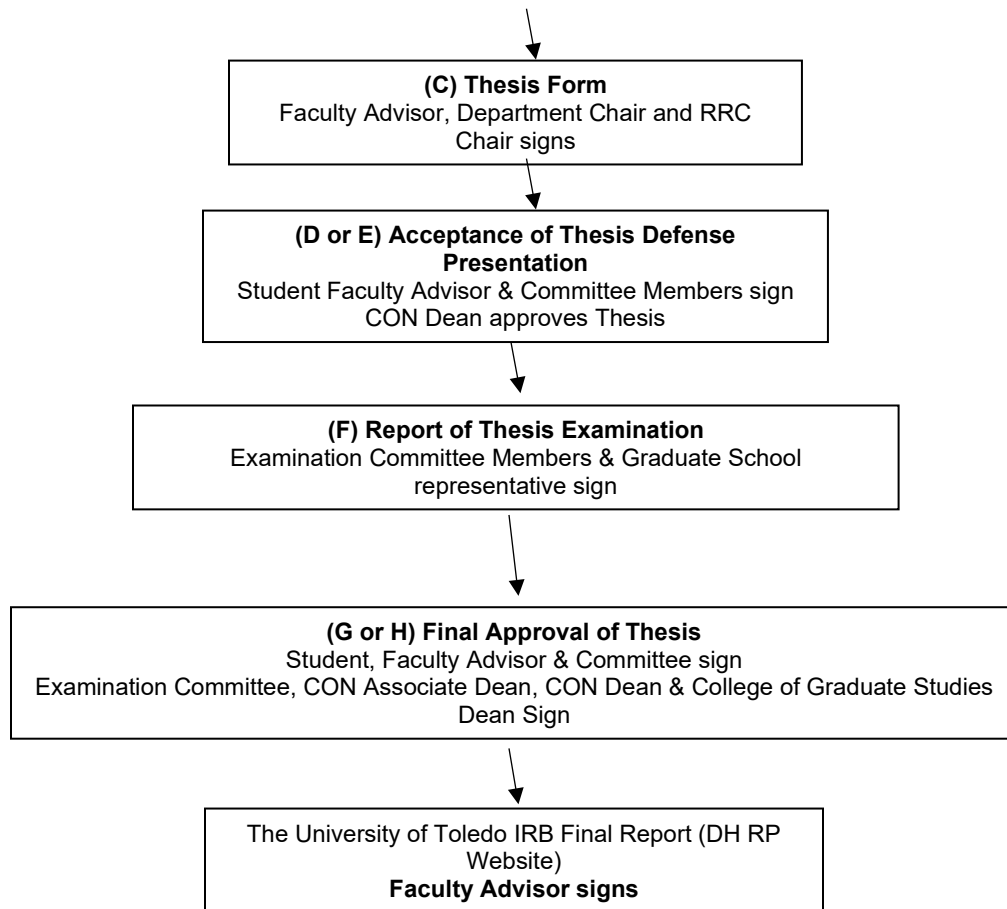 (C) Thesis Form
Faculty Advisor, Department Chair and RRC
Chair signs
(D or E) Acceptance of Thesis Defense
Presentation
Student Faculty Advisor & Committee Members sign
CON Dean approves Thesis
(F) Report of Thesis Examination
Examination Committee Members & Graduate School
representative sign
(G or H) Final Approval of Thesis
Student, Faculty Advisor & Committee sign
Examination Committee, CON Associate Dean, CON Dean & College of Graduate Studies
Dean Sign
The University of Toledo IRB Final Report (DH RP
Website)
Faculty Advisor signs